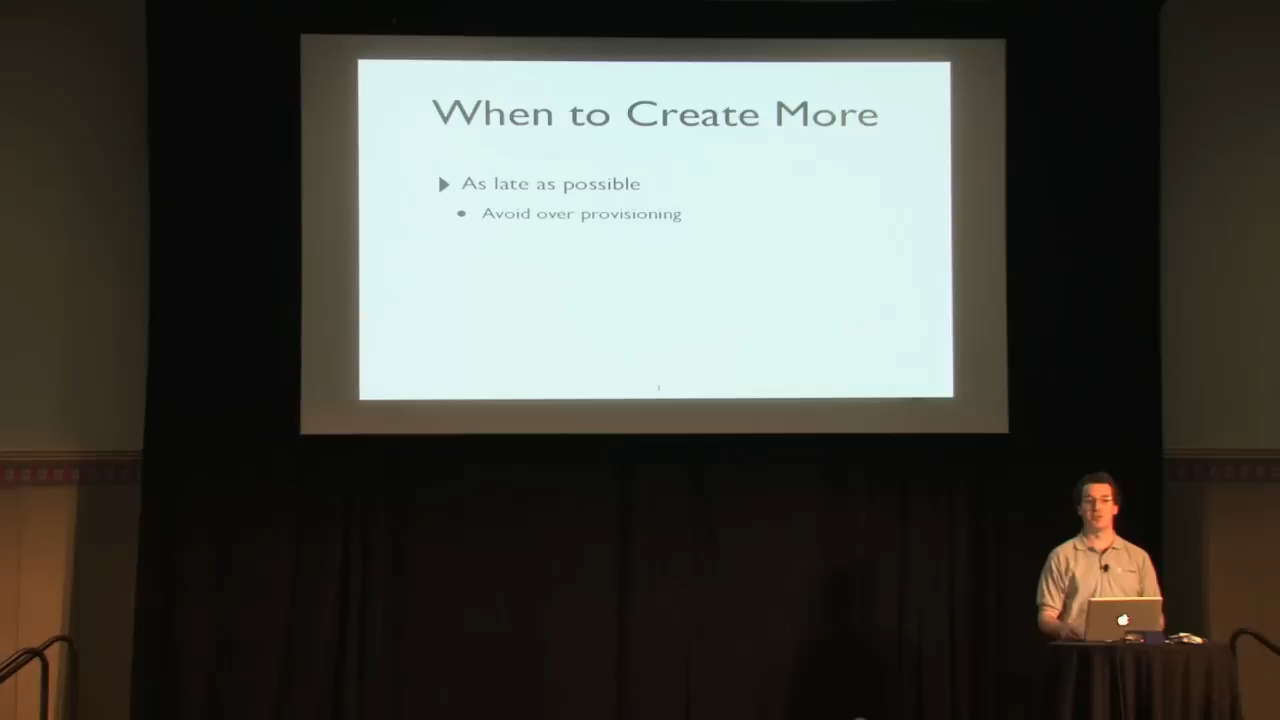 When to Create More
As late as possible
Avoid over provisioning